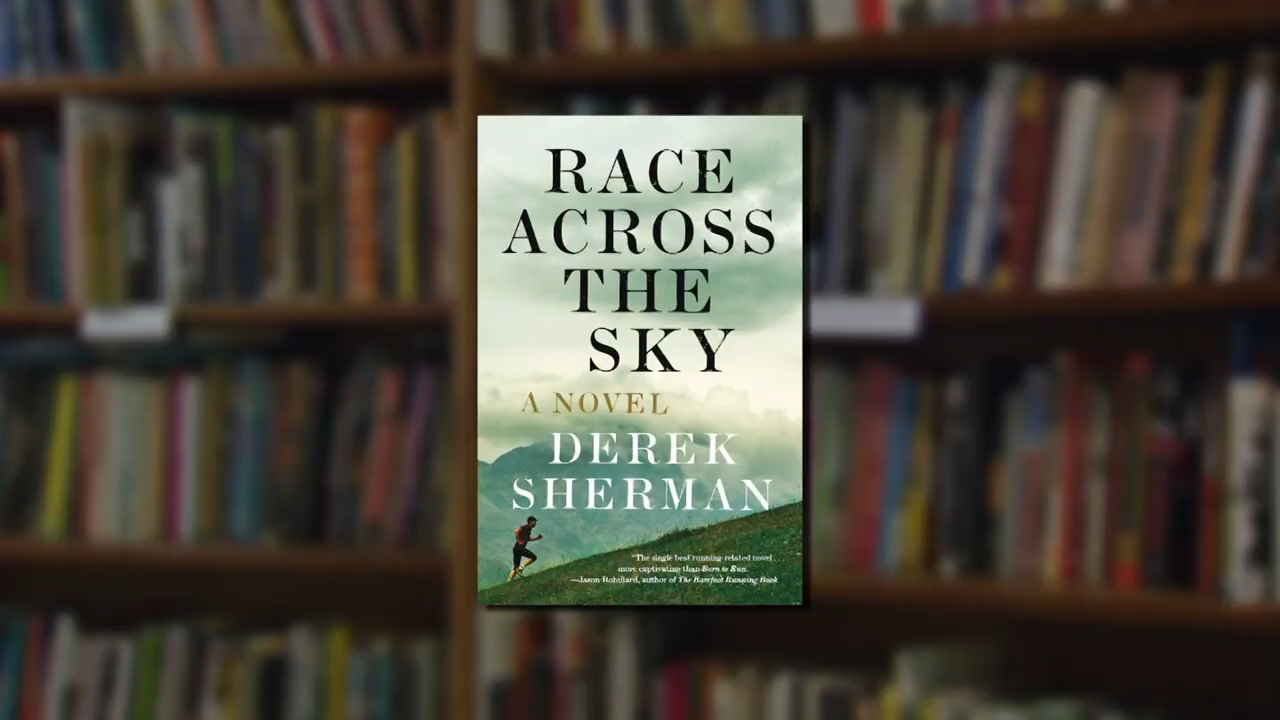 RACE
ACROSS
THE
SKY
A NOVEL
DEREK
SHERMAN
"The single best running-related novel . . .
more captivating than Born to Run.
—Jason Robillard, author of The Barefoot Running Book